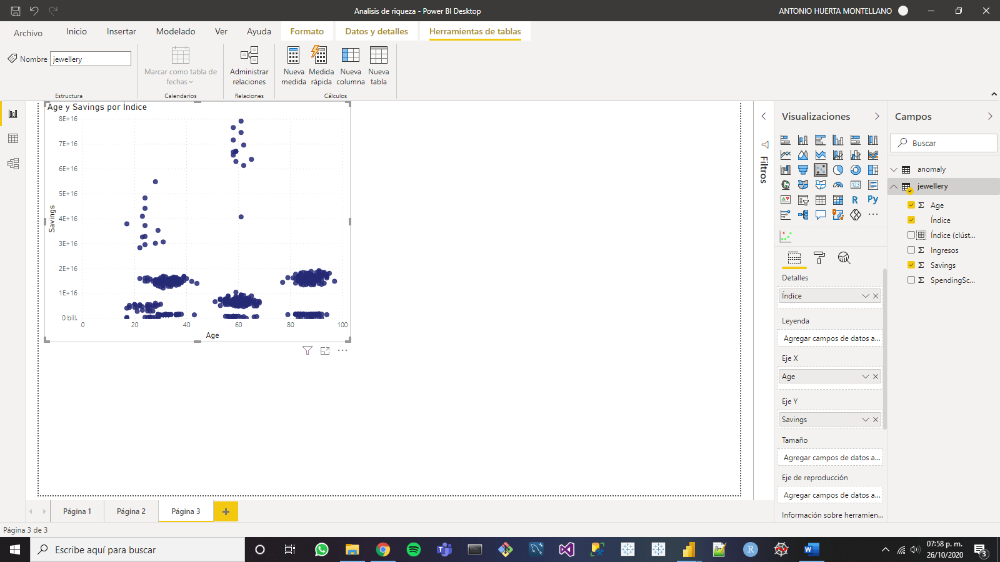 Analisis de riqueza - Power BI Desktop
ANTONIO HUERTA MONTELLANO
Archivo Inicio Insertar Modelado Ver Ayuda Formato Datos y detalles Herramientas de tablas
Nombre jewellery
Marcar como tabla de fechas
Administrar relaciones
Nueva medida
Medida rápida
Nueva columna
Nueva tabla
Estructura Calendarios Relaciones Cálculos
Age y Savings por Índice
8E+16
7E+16
6E+16
5E+16
4E+16
3E+16
2E+16
1E+16
0 bill.
Savings
0 20 40 60 80 100
Age
Filtros
Visualizaciones
123
R
Py
Detalles
Índice
Leyenda
Agregar campos de datos a...
Eje X
Age
Eje Y
Savings
Tamaño
Agregar campos de datos a...
Eje de reproducción
Agregar campos de datos a...
Información sobre herramien...
Campos
Buscar
anomaly
jewellery
Age
Índice
Índice (clúst...
Ingresos
Savings
SpendingSc...
Página 1 Página 2 Página 3
Página 3 de 3
Escribe aquí para buscar
R
07:58 p. m.
26/10/2020
3